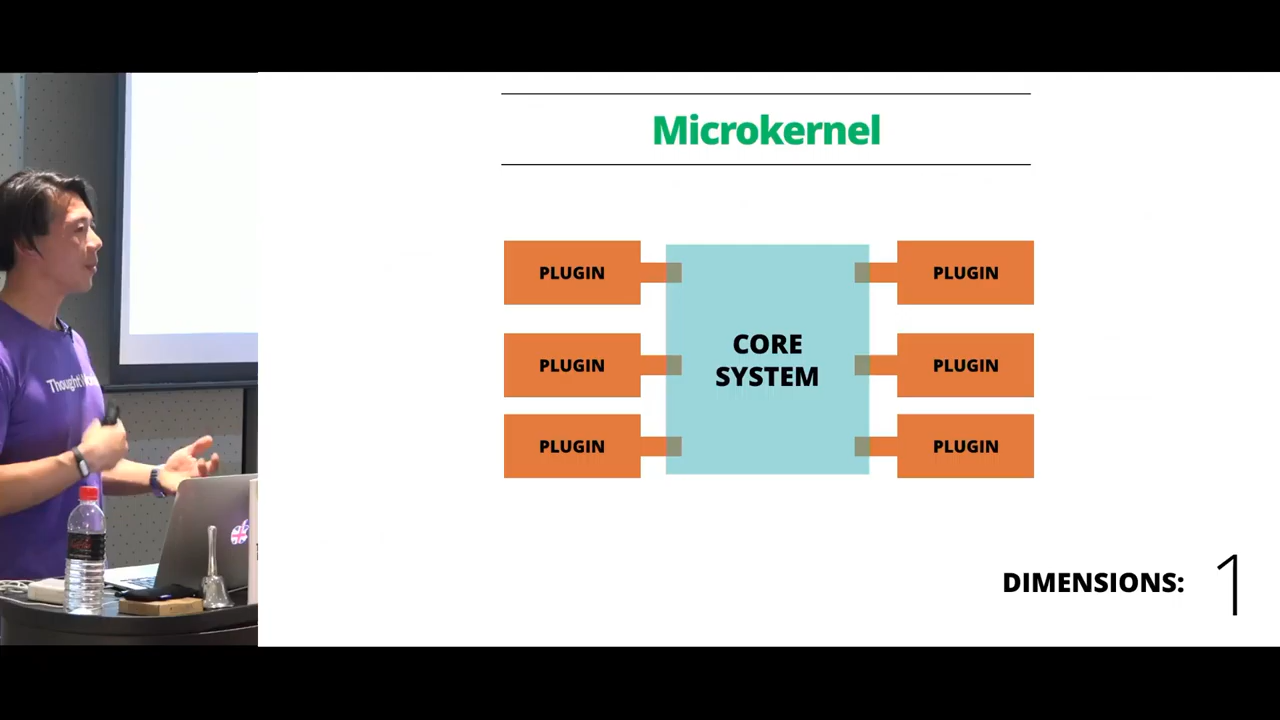 Microkernel
PLUGIN
PLUGIN
CORE
SYSTEM
PLUGIN
PLUGIN
PLUGIN
PLUGIN
DIMENSIONS:
1